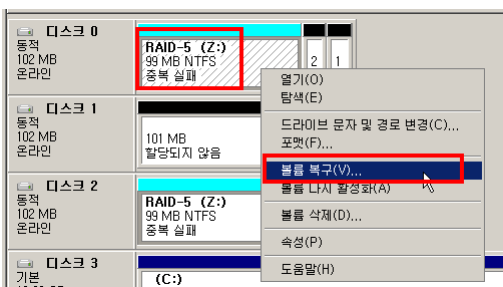 디스크 0
동적
102 MB
온라인
RAID-5 (Z:)
99 MB NTFS
중복 실패
2
1
디스크 1
동적
102 MB
온라인
101 MB
할당되지 않음
디스크 2
동적
102 MB
온라인
RAID-5 (Z:)
99 MB NTFS
중복 실패
디스크 3
기본
(C:)
열기(O)
탐색(E)
드라이브 문자 및 경로 변경(C)...
포맷(F)...
볼륨 복구(V)...
볼륨 다시 활성화(A)
볼륨 삭제(D)...
속성(P)
도움말(H)